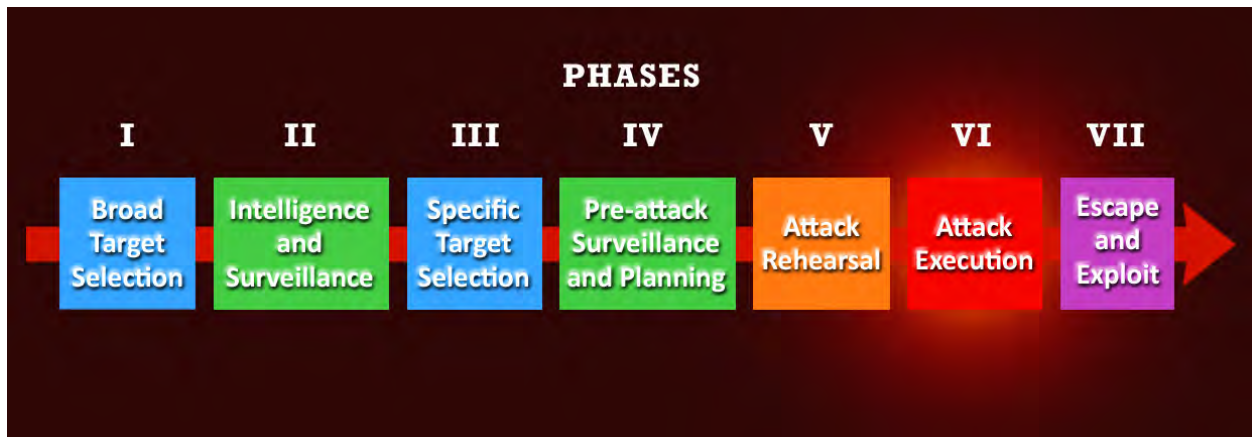 PHASES
I II III IV V VI VII
Broad
Target
Selection
Intelligence
and
Surveillance
Specific
Target
Selection
Pre-attack
Surveillance
and Planning
Attack
Rehearsal
Attack
Execution
Escape
and
Exploit